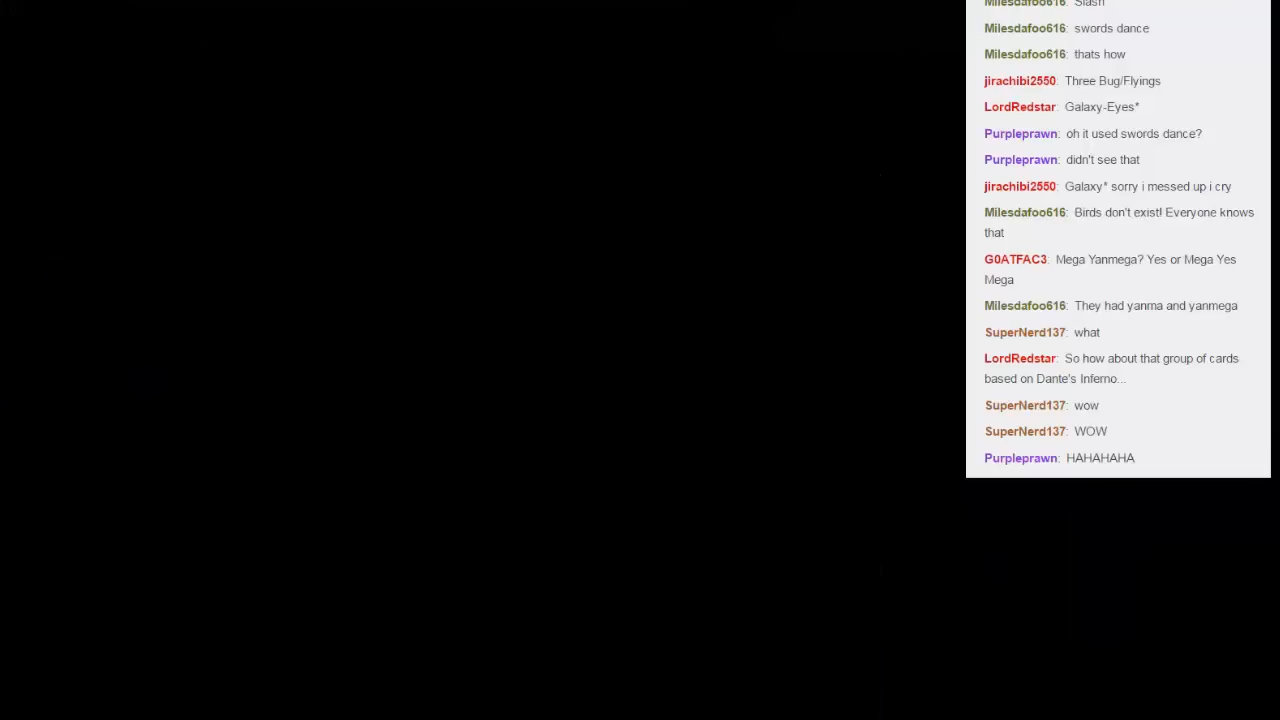 Milesdafoo616: Slash
Milesdafoo616: swords dance
Milesdafoo616: thats how
jirachibi2550: Three Bug/Flyings
LordRedstar: Galaxy-Eyes*
Purpleprawn: oh it used swords dance?
Purpleprawn: didn't see that
jirachibi2550: Galaxy* sorry i messed up i cry
Milesdafoo616: Birds don't exist! Everyone knows
that
G0ATFAC3: Mega Yanmega? Yes or Mega Yes
Mega
Milesdafoo616: They had yanma and yanmega
SuperNerd137: what
LordRedstar: So how about that group of cards
based on Dante's Inferno...
SuperNerd137: wow
SuperNerd137: WOW
Purpleprawn: HAHAHAHA